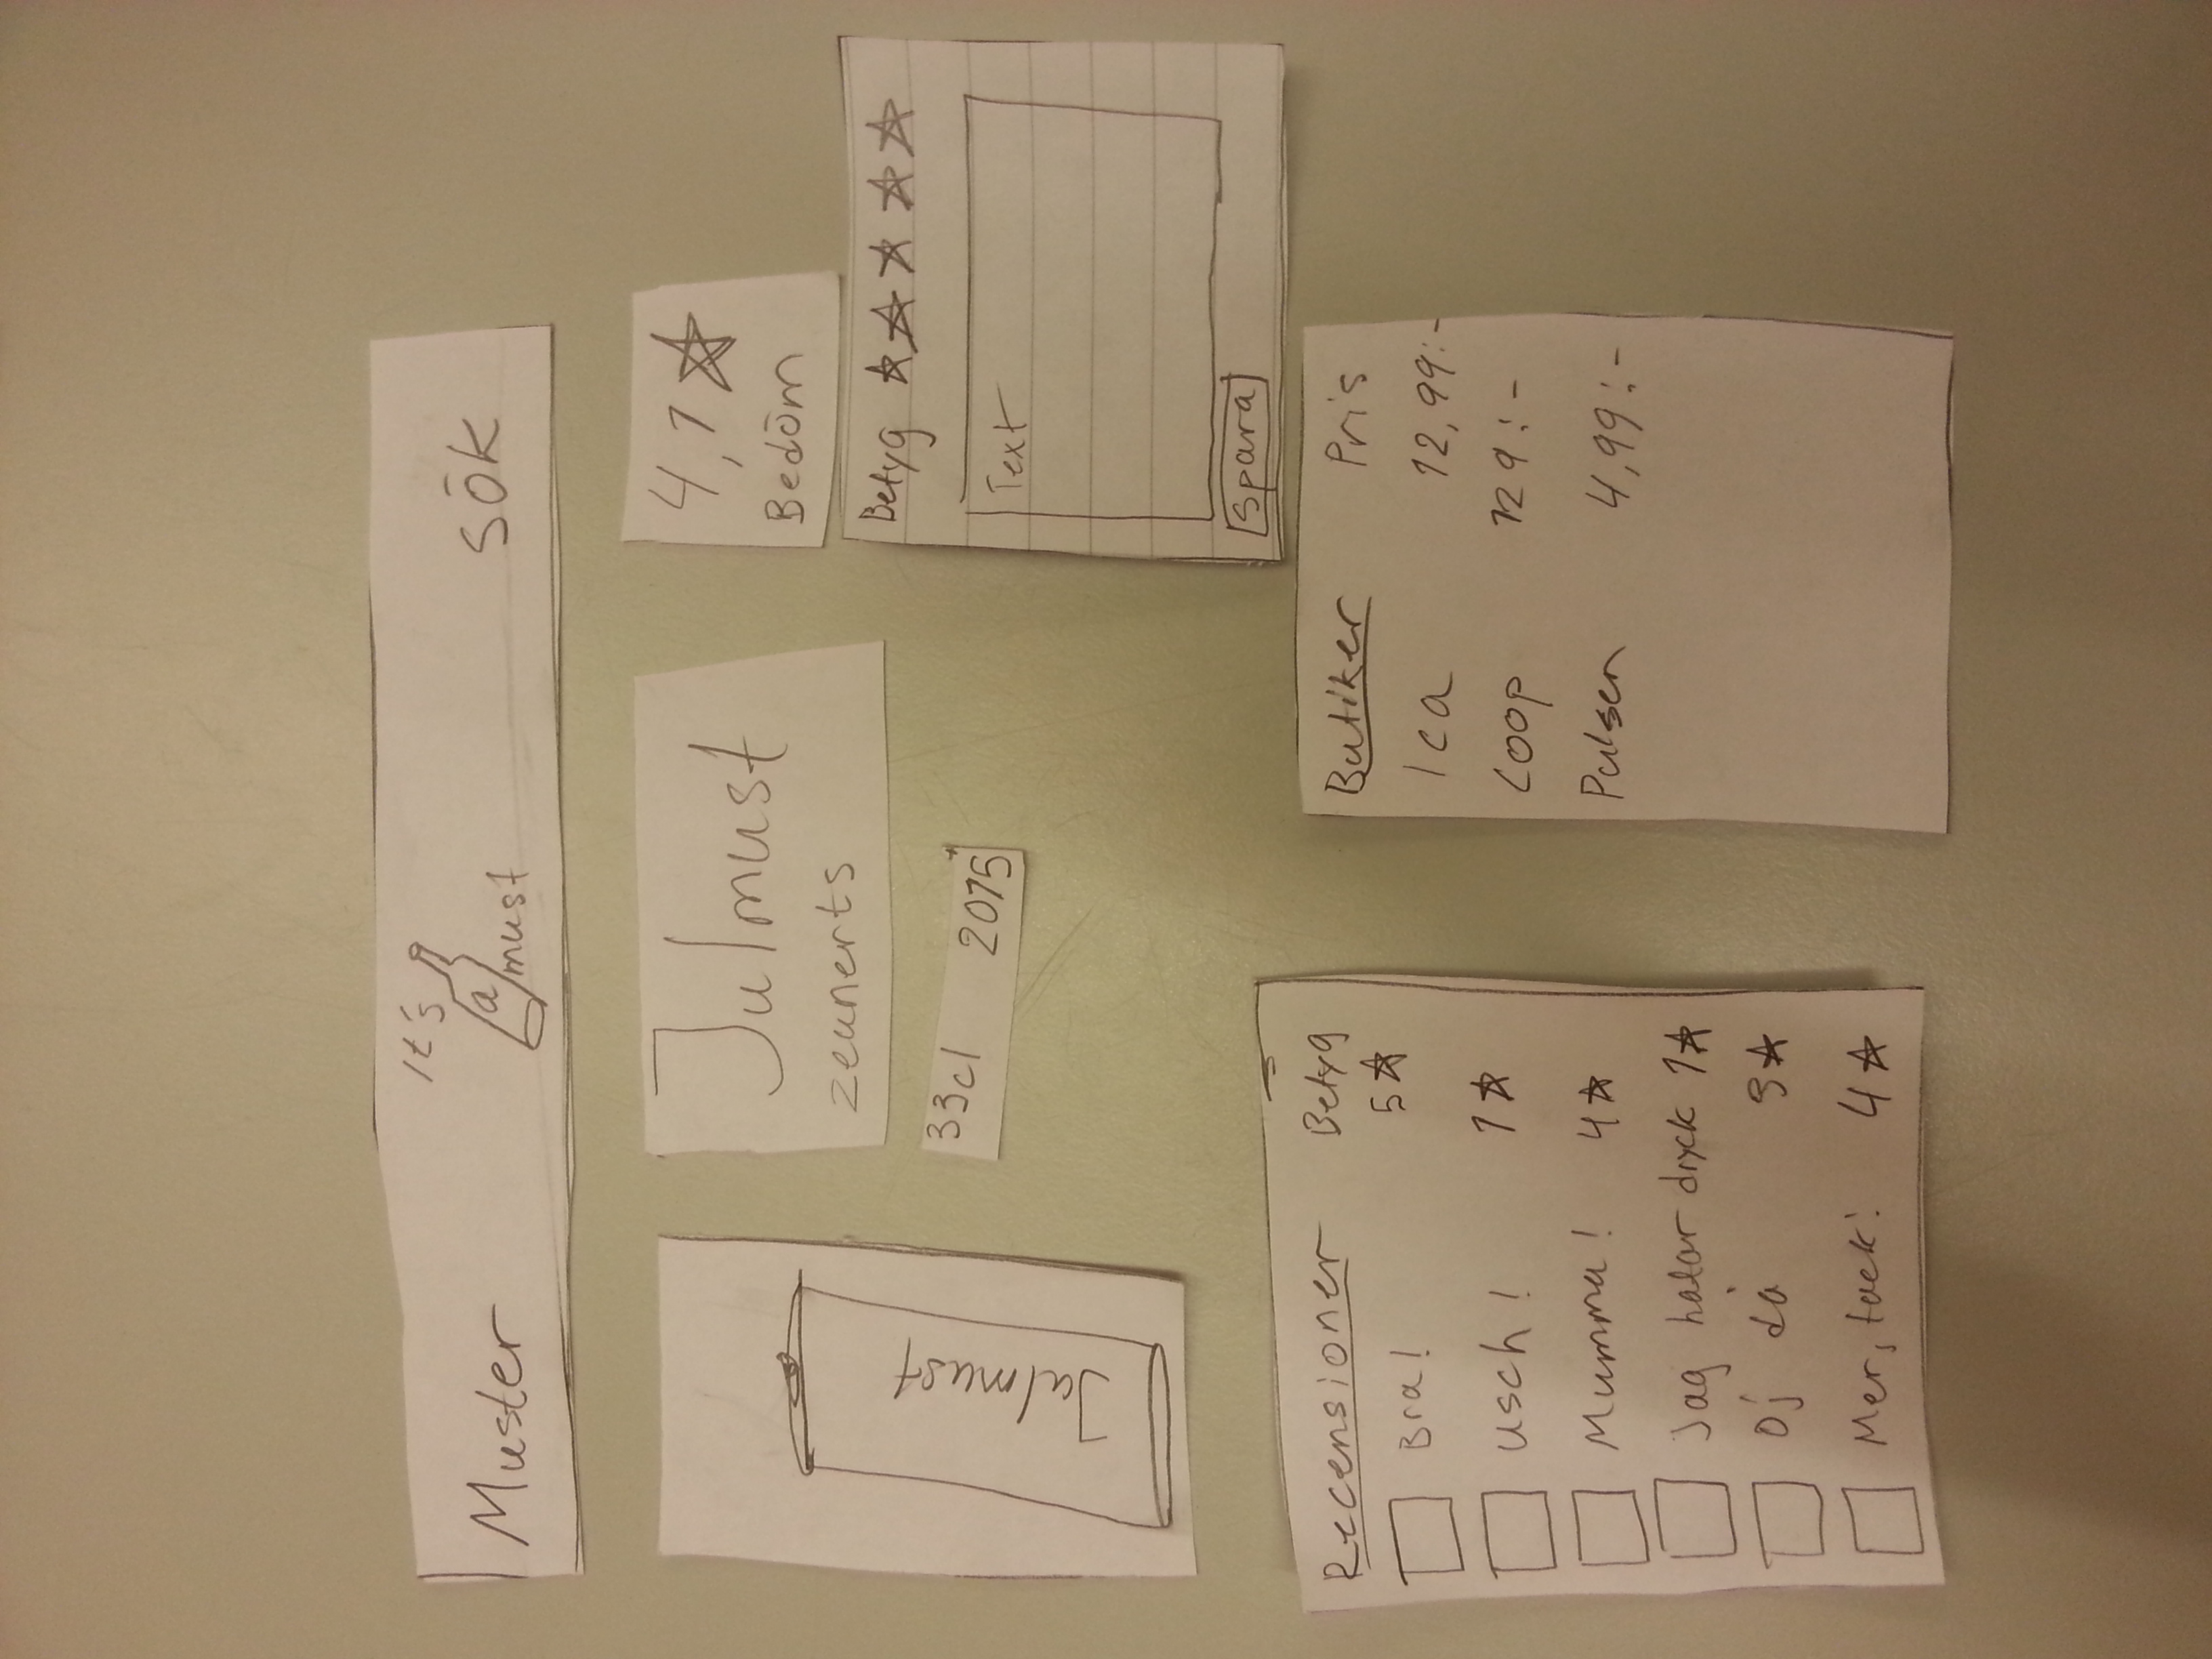 Muster
It's
a
must
SÖK
Julmust
zeunerts
4,1★
Bedöm
33cl 2015
Julmust
Betyg ★★★★★
Text
Spara
Recensioner Betyg
Bra! 5★
usch! 1★
Mumma! 4★
Jag hatar dryck 1★
Oj då ★
Mer, tack! 4★
Butiker Pris
Ica 12,99:-
Coop 129:-
Pulsen 4,99:-